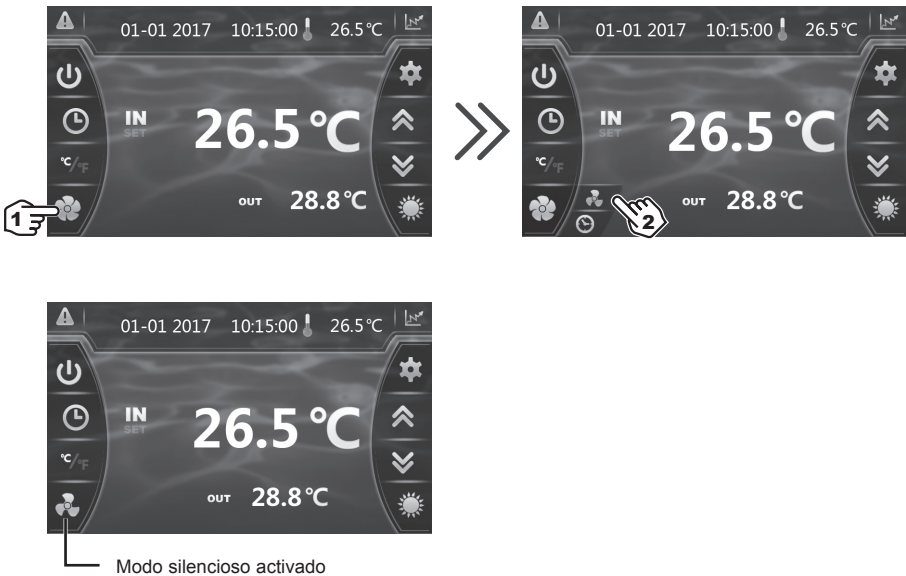 01-01 2017 10:15:00 26.5°C
IN
SET
26.5°C
°C/°F
OUT 28.8°C
1
01-01 2017 10:15:00 26.5°C
IN
SET
26.5°C
°C/°F
OUT 28.8°C
2
01-01 2017 10:15:00 26.5°C
IN
SET
26.5°C
°C/°F
OUT 28.8°C
Modo silencioso activado